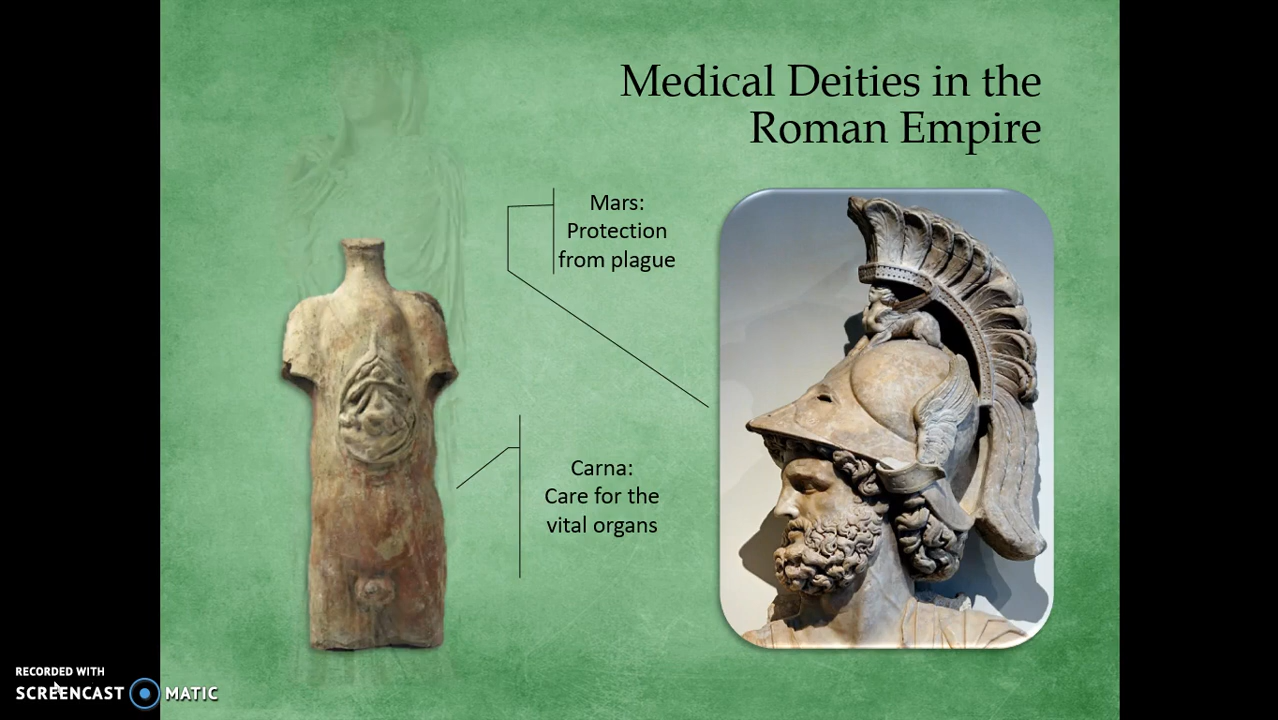 Medical Deities in the
Roman Empire
Mars:
Protection
from plague
Carna:
Care for the
vital organs
RECORDED WITH
SCREENCAST MATIC